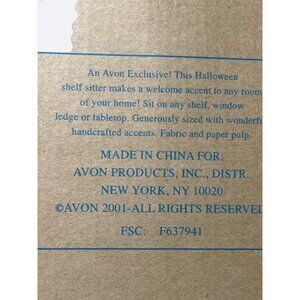 An Avon Exclusive! This Halloween
shelf sitter makes a welcome accent to any room
of your home! Sit on any shelf, window
ledge or tabletop. Generously sized with wonderful
handcrafted accents. Fabric and paper pulp.
MADE IN CHINA FOR:
AVON PRODUCTS, INC., DISTR.
NEW YORK, NY 10020
©AVON 2001-ALL RIGHTS RESERVED
FSC: F637941